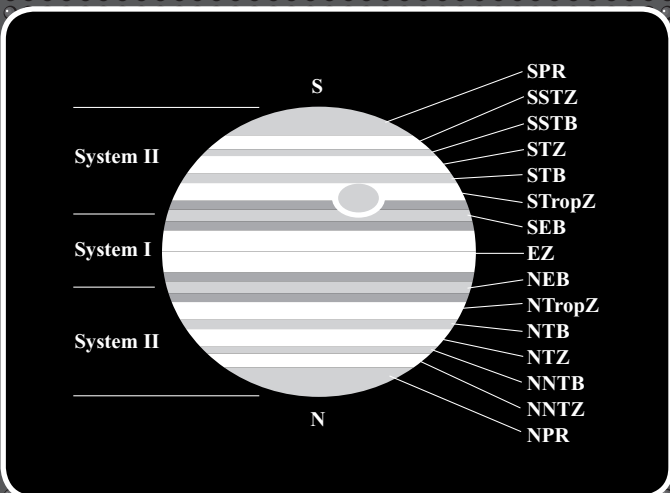 S
System II
System I
System II
N
SPR
SSTZ
SSTB
STZ
STB
STropZ
SEB
EZ
NEB
NTropZ
NTB
NTZ
NNTB
NNTZ
NPR